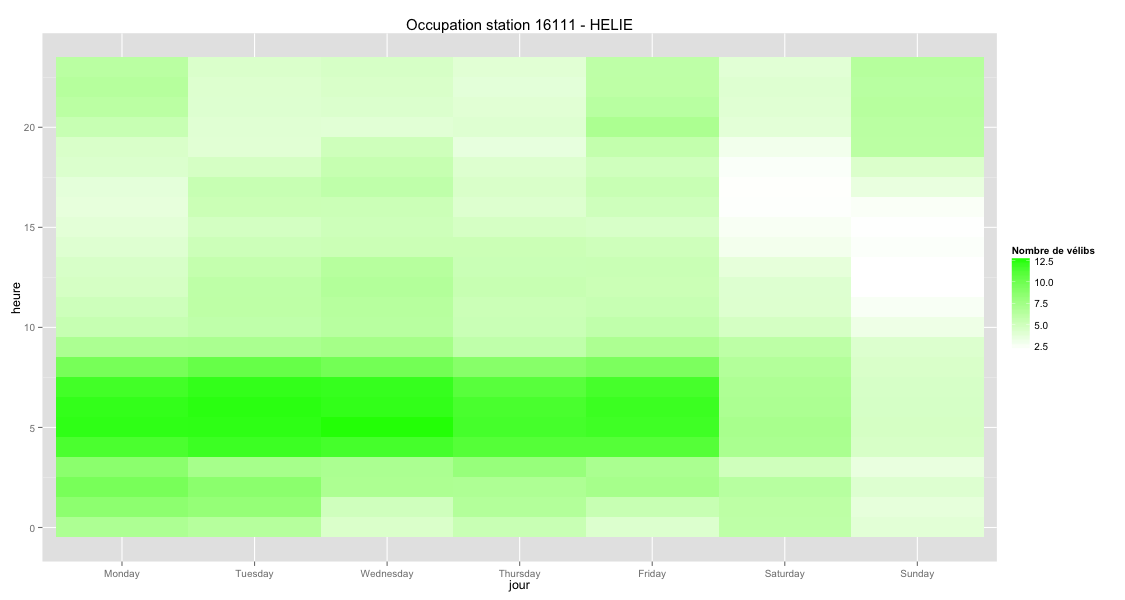 Occupation station 16111 - HELIE
20
15
10
5
0
heure
Monday Tuesday Wednesday Thursday Friday Saturday Sunday
jour
Nombre de vélibs
12.5
10.0
7.5
5.0
2.5